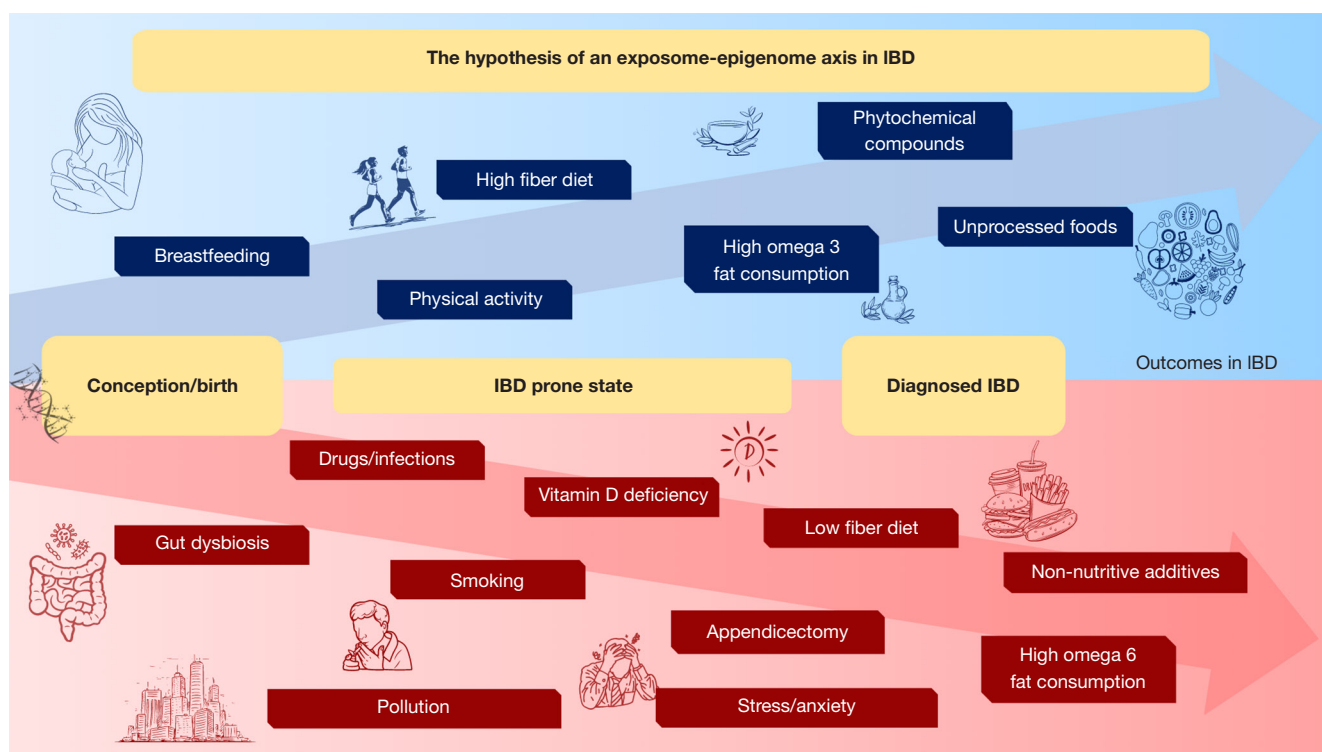 The hypothesis of an exposome-epigenome axis in IBD
Phytochemical
compounds
High fiber diet
Unprocessed foods
High omega 3
fat consumption
Breastfeeding
Physical activity
Outcomes in IBD
Conception/birth
IBD prone state
Diagnosed IBD
Drugs/infections
D
Vitamin D deficiency
Low fiber diet
Gut dysbiosis
Smoking
Non-nutritive additives
Appendicectomy
High omega 6
fat consumption
Pollution
Stress/anxiety